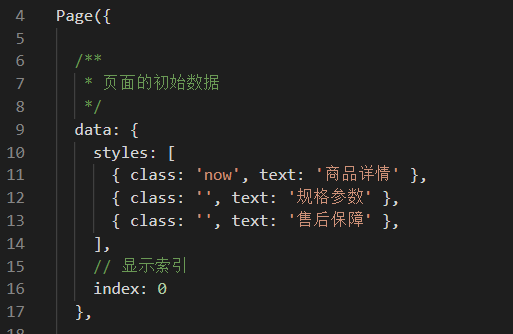 4 Page({
5
6 /**
7 * 页面的初始数据
8 */
9 data: {
10 styles: [
11 { class: 'now', text: '商品详情' },
12 { class: '', text: '规格参数' },
13 { class: '', text: '售后保障' },
14 ],
15 // 显示索引
16 index: 0
17 },
18